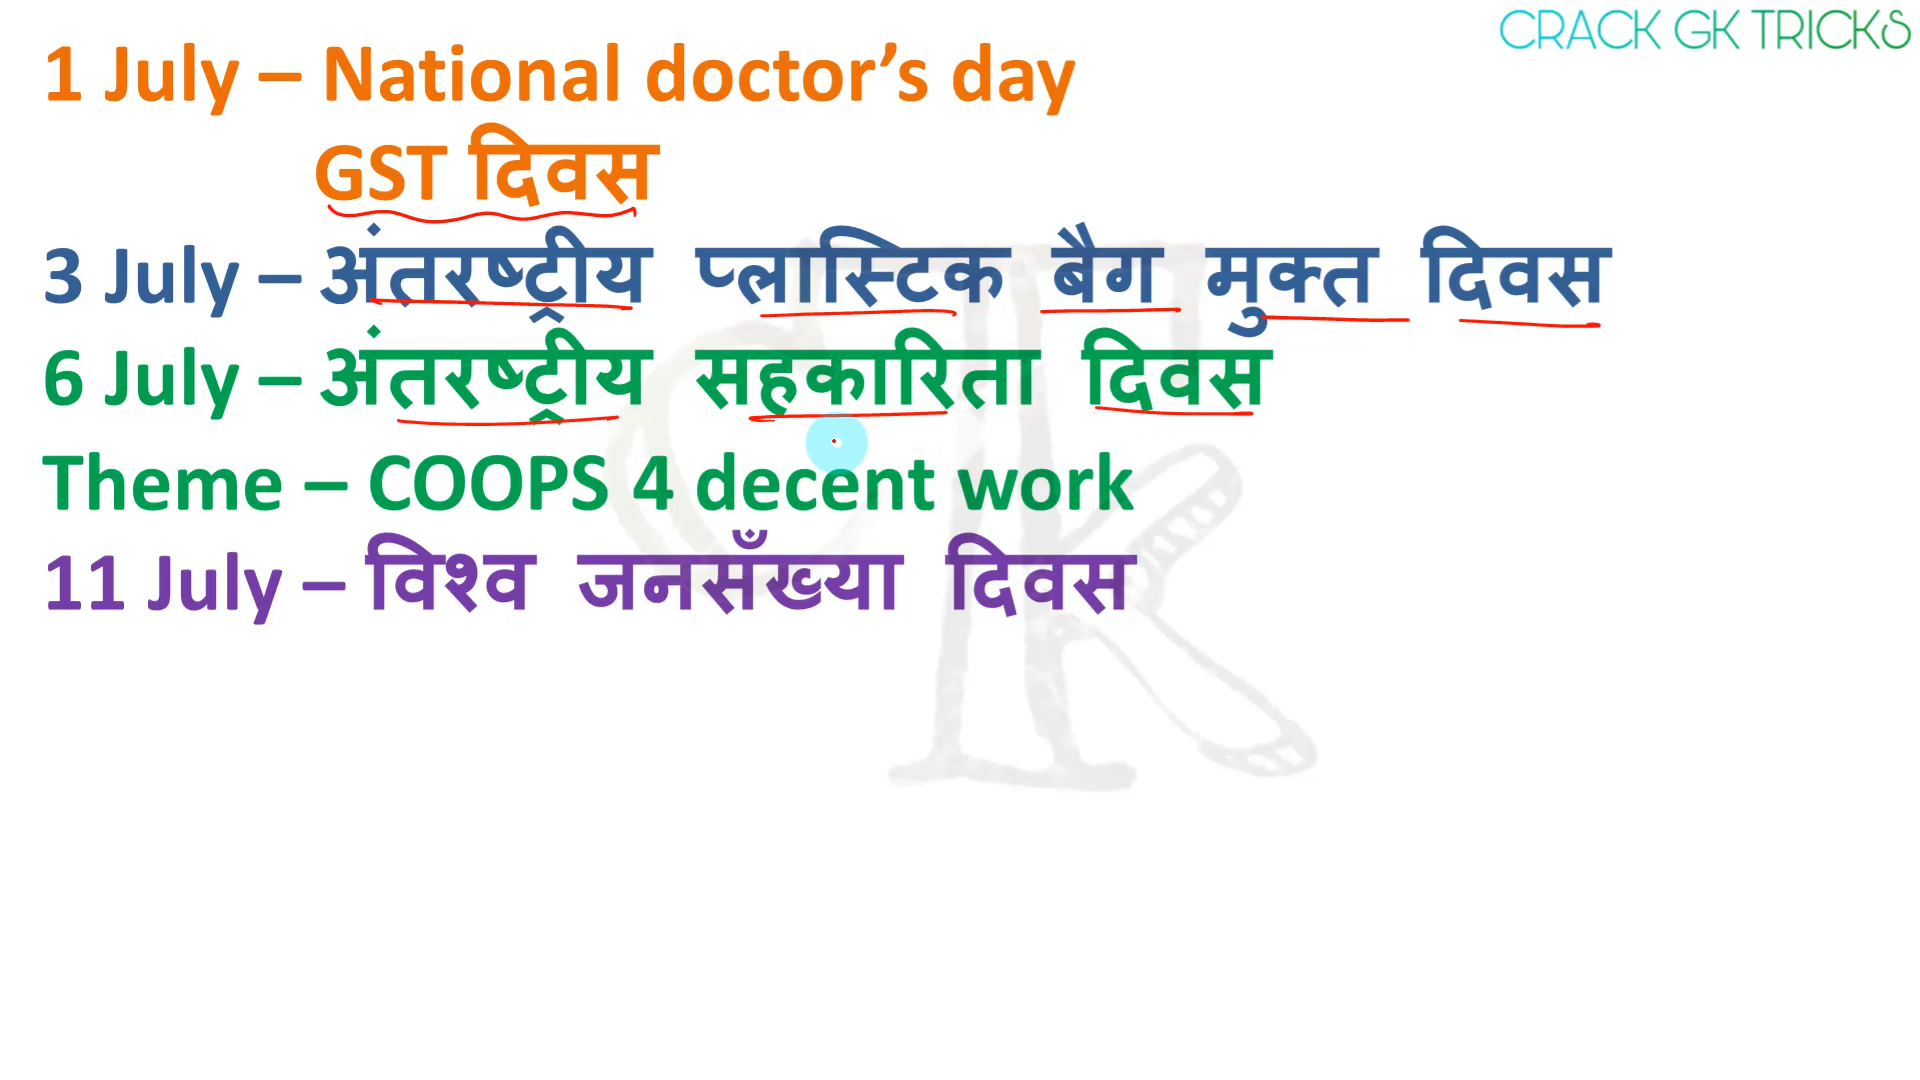 CRACK GK TRICKS
1 July – National doctor’s day
GST दिवस
3 July – अंतरष्ट्रीय प्लास्टिक बैग मुक्त दिवस
6 July – अंतरष्ट्रीय सहकारिता दिवस
Theme – COOPS 4 decent work
11 July – विश्व जनसँख्या दिवस